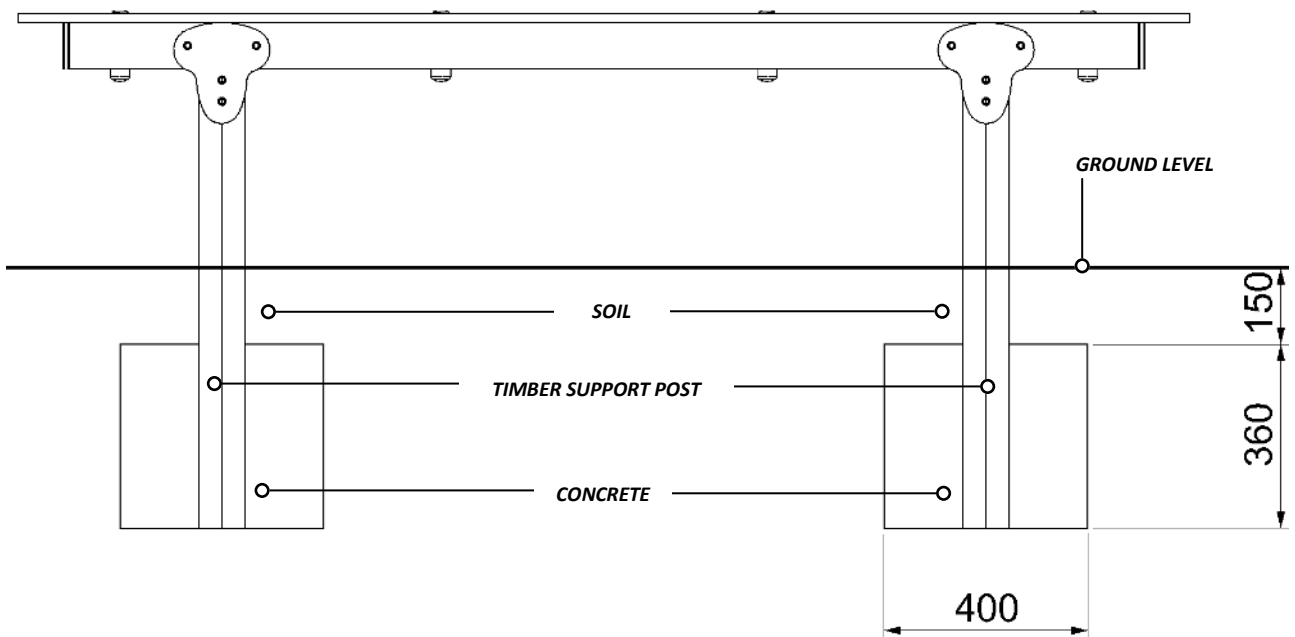 GROUND LEVEL
150
SOIL
TIMBER SUPPORT POST
360
CONCRETE
400